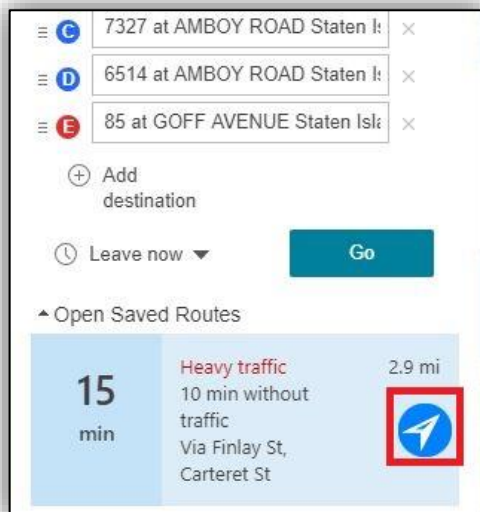 C 7327 at AMBOY ROAD Staten Is
D 6514 at AMBOY ROAD Staten Is
E 85 at GOFF AVENUE Staten Isla
Add
destination
Leave now Go
Open Saved Routes
15
min
Heavy traffic 2.9 mi
10 min without
traffic
Via Finlay St,
Carteret St